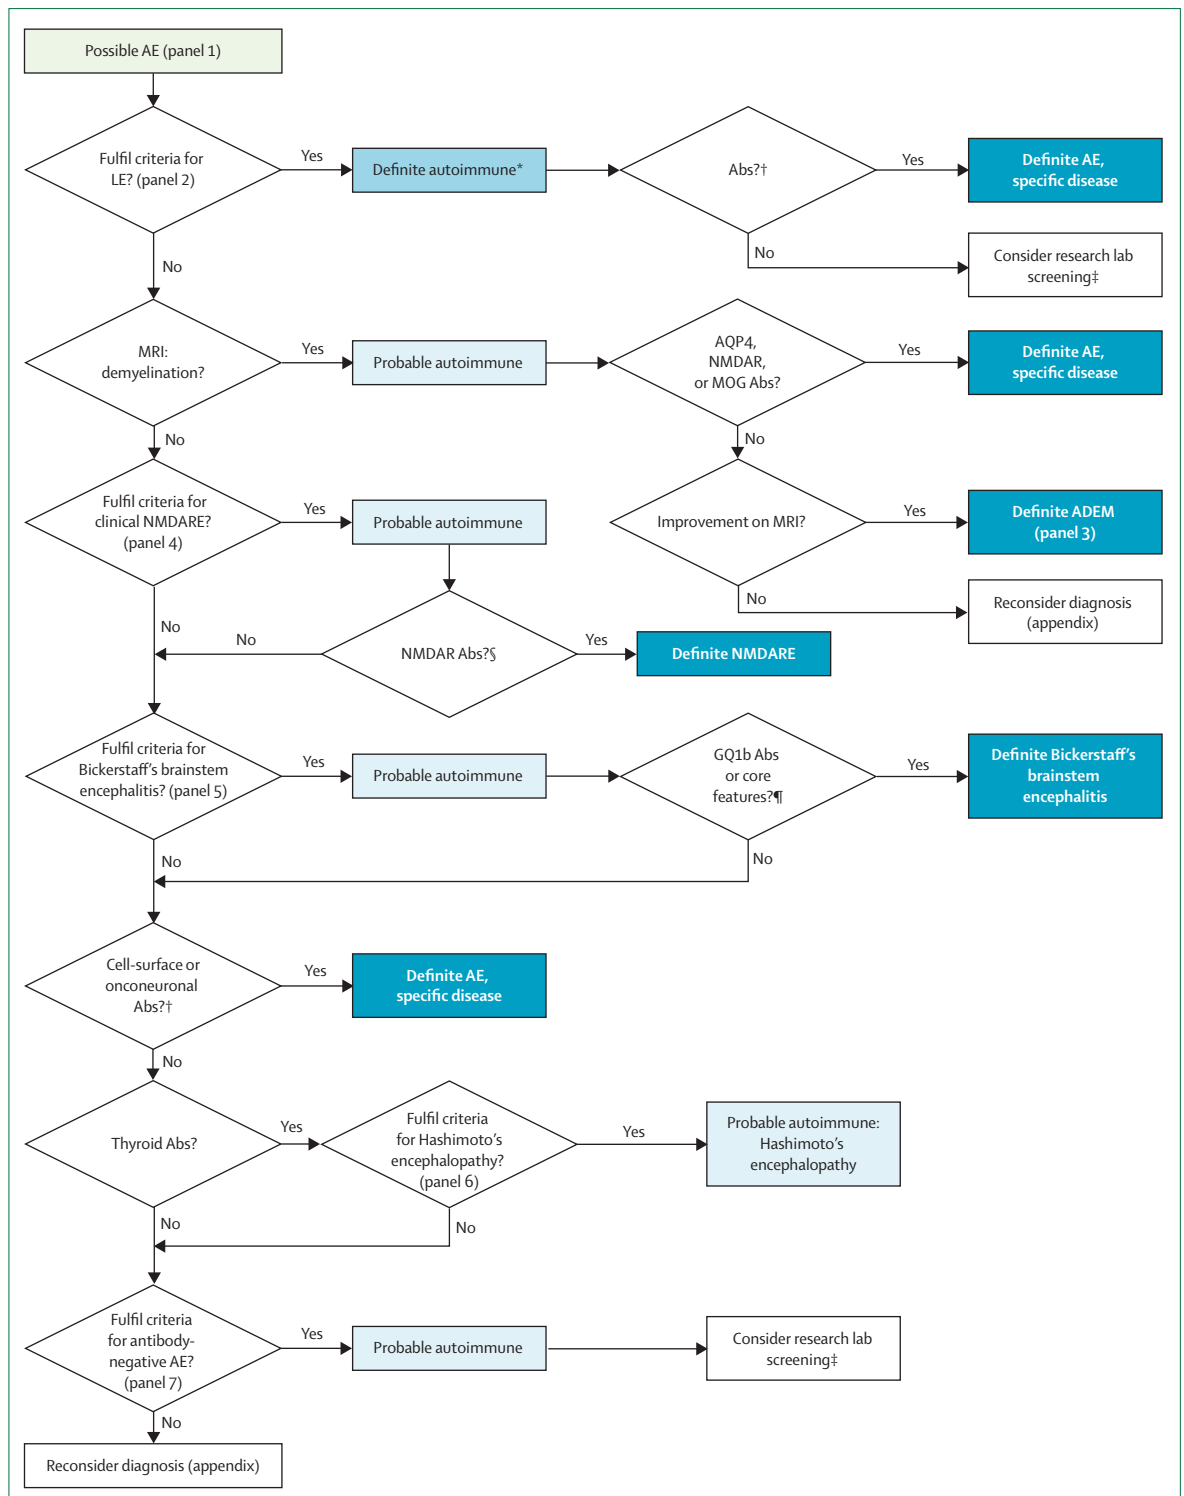 Possible AE (panel 1)
Fulfil criteria for
LE? (panel 2)
Yes
Definite autoimmune*
Abs?†
Yes
Definite AE,
specific disease
No
Consider research lab
screening‡
No
MRI:
demyelination?
Yes
Probable autoimmune
AQP4,
NMDAR,
or MOG Abs?
Yes
Definite AE,
specific disease
No
No
Fulfil criteria for
clinical NMDARE?
(panel 4)
Yes
Probable autoimmune
Improvement on MRI?
Yes
Definite ADEM
(panel 3)
No
Reconsider diagnosis
(appendix)
No
No
NMDAR Abs?§
Yes
Definite NMDARE
Fulfil criteria for
Bickerstaff’s brainstem
encephalitis? (panel 5)
Yes
Probable autoimmune
GQ1b Abs
or core
features?¶
Yes
Definite Bickerstaff’s
brainstem
encephalitis
No
No
Cell-surface or
onconeuronal
Abs?†
Yes
Definite AE,
specific disease
No
Thyroid Abs?
Yes
Fulfil criteria
for Hashimoto’s
encephalopathy?
(panel 6)
Yes
Probable autoimmune:
Hashimoto’s
encephalopathy
No
No
Fulfil criteria
for antibody-
negative AE?
(panel 7)
Yes
Probable autoimmune
Consider research lab
screening‡
No
Reconsider diagnosis (appendix)